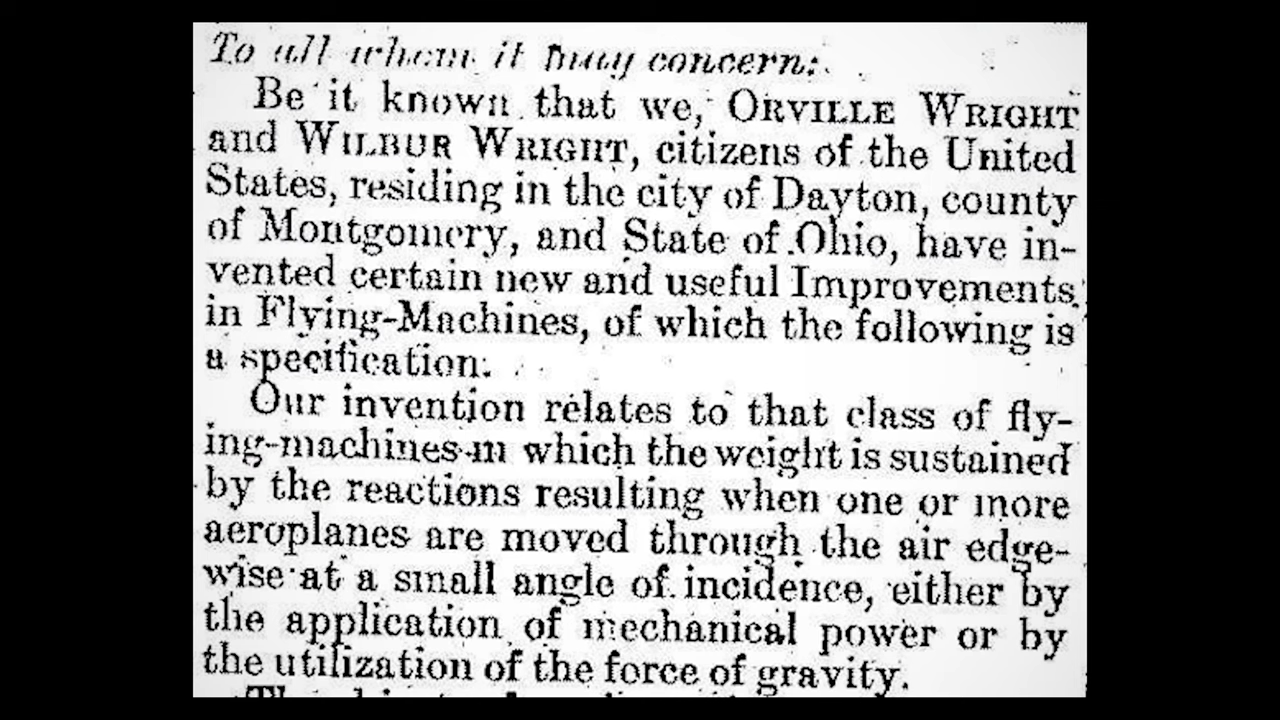 To all whom it may concern:
Be it known that we, ORVILLE WRIGHT
and WILBUR WRIGHT, citizens of the United
States, residing in the city of Dayton, county
of Montgomery, and State of Ohio, have in-
vented certain new and useful Improvements
in Flying-Machines, of which the following is
a specification.
Our invention relates to that class of fly-
ing-machines in which the weight is sustained
by the reactions resulting when one or more
aeroplanes are moved through the air edge-
wise at a small angle of incidence, either by
the application of mechanical power or by
the utilization of the force of gravity.